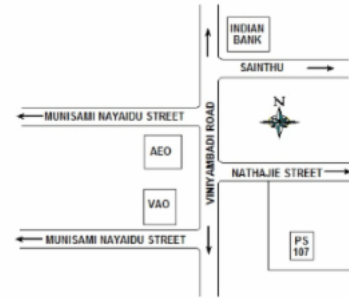 INDIAN
BANK
SAINTHU
N
MUNISAMI NAYAIDU STREET
VINIYAMBADI ROAD
AEO
NATHAJIE STREET
VAO
MUNISAMI NAYAIDU STREET
PS
107